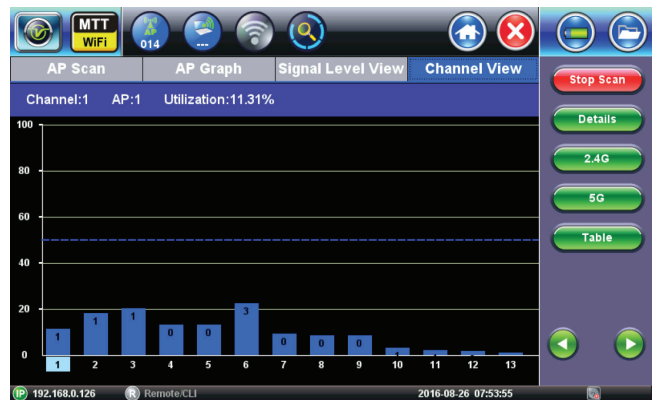 MTT
WiFi
014
---
AP Scan
AP Graph
Signal Level View
Channel View
Stop Scan
Channel:1 AP:1 Utilization:11.31%
Details
2.4G
5G
Table
100
80
60
40
20
0
1 1 1 0 0 3 0 0 0
1 2 3 4 5 6 7 8 9 10 11 12 13
IP 192.168.0.126 R Remote/CLI 2016-08-26 07:53:55